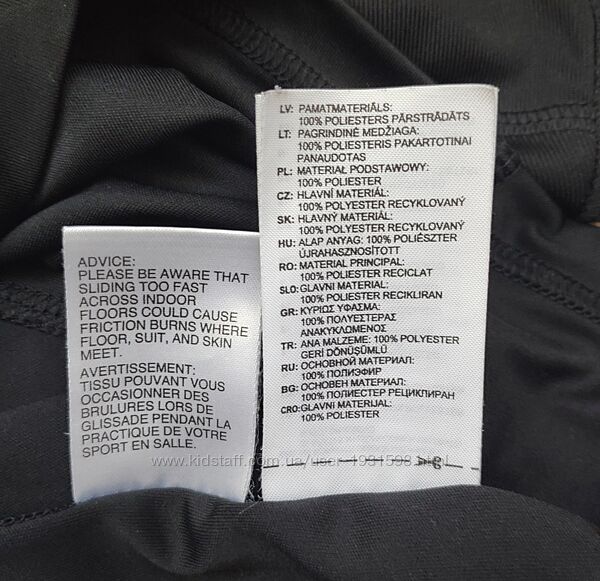 ADVICE:
PLEASE BE AWARE THAT
SLIDING TOO FAST
ACROSS INDOOR
FLOORS COULD CAUSE
FRICTION BURNS WHERE
FLOOR, SUIT, AND SKIN
MEET.
AVERTISSEMENT:
TISSU POUVANT VOUS
OCCASIONNER DES
BRULURES LORS DE
GLISSADE PENDANT LA
PRACTIQUE DE VOTRE
SPORT EN SALLE.
LV: PAMATMATERIĀLS:
100% POLIESTERS PĀRSTRĀDĀTS
LT: PAGRINDINĖ MEDŽIAGA:
100% POLIESTERIS PAKARTOTINAI
PANAUDOTAS
PL: MATERIAŁ PODSTAWOWY:
100% POLIESTER
CZ: HLAVNÍ MATERIÁL:
100% POLYESTER RECYKLOVANÝ
SK: HLAVNÝ MATERIÁL:
100% POLYESTER RECYKLOVANÝ
HU: ALAP ANYAG: 100% POLIÉSZTER
ÚJRAHASZNOSÍTOTT
RO: MATERIAL PRINCIPAL:
100% POLIESTER RECICLAT
SLO: GLAVNI MATERIAL:
100% POLIESTER RECIKLIRAN
GR: ΚΥΡΙΩΣ ΥΦΑΣΜΑ:
100% ΠΟΛΥΕΣΤΕΡΑΣ
ΑΝΑΚΥΚΛΩΜΕΝΟΣ
TR: ANA MALZEME: 100% POLYESTER
GERİ DÖNÜŞÜMLÜ
RU: ОСНОВНОЙ МАТЕРИАЛ:
100% ПОЛИЭФИР
BG: ОСНОВЕН МАТЕРИАЛ:
100% ПОЛИЕСТЕР РЕЦИКЛИРАН
CRO: GLAVNI MATERIJAL:
100% POLIESTER